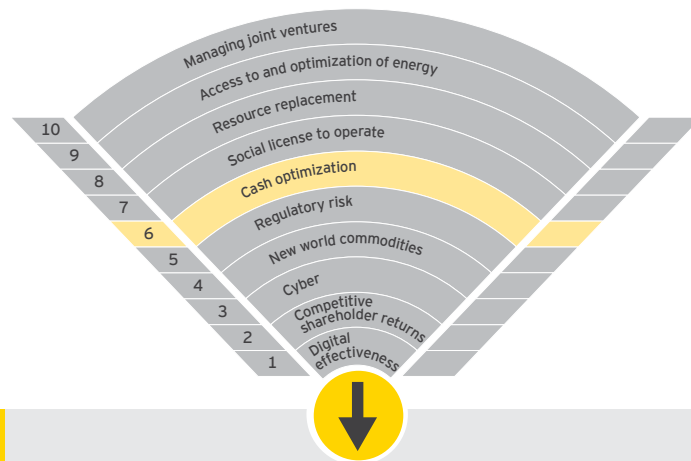 Managing joint ventures
Access to and optimization of energy
Resource replacement
Social license to operate
Cash optimization
Regulatory risk
New world commodities
Cyber
Competitive
shareholder returns
Digital
effectiveness
10
9
8
7
6
5
4
3
2
1